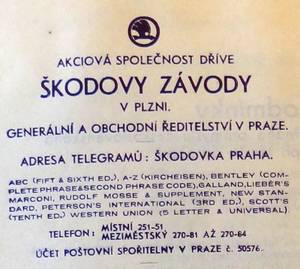 AKCIOVÁ SPOLEČNOST DŘÍVE
ŠKODOVY ZÁVODY
V PLZNI.
GENERÁLNÍ A OBCHODNÍ ŘEDITELSTVÍ V PRAZE.
ADRESA TELEGRAMŮ: ŠKODOVKA PRAHA.
ABC (FIFT & SIXTH ED.), A-Z (KIRCHEISEN), BENTLEY (COM-
PLETE PHRASE & SECOND PHRASE CODE), GALLAND, LIEBER'S
MARCONI, RUDOLF MOSSE & SUPPLEMENT, NEW STAN-
DARD, PETERSON'S INTERNATIONAL (3RD ED.), SCOTT'S
(TENTH ED.) WESTERN UNION (5 LETTER & UNIVERSAL).
TELEFON: MÍSTNÍ 251-51
MEZIMĚSTSKÝ 270-81 AŽ 270-84
ÚČET POŠTOVNÍ SPOŘITELNY V PRAZE č. 50576.